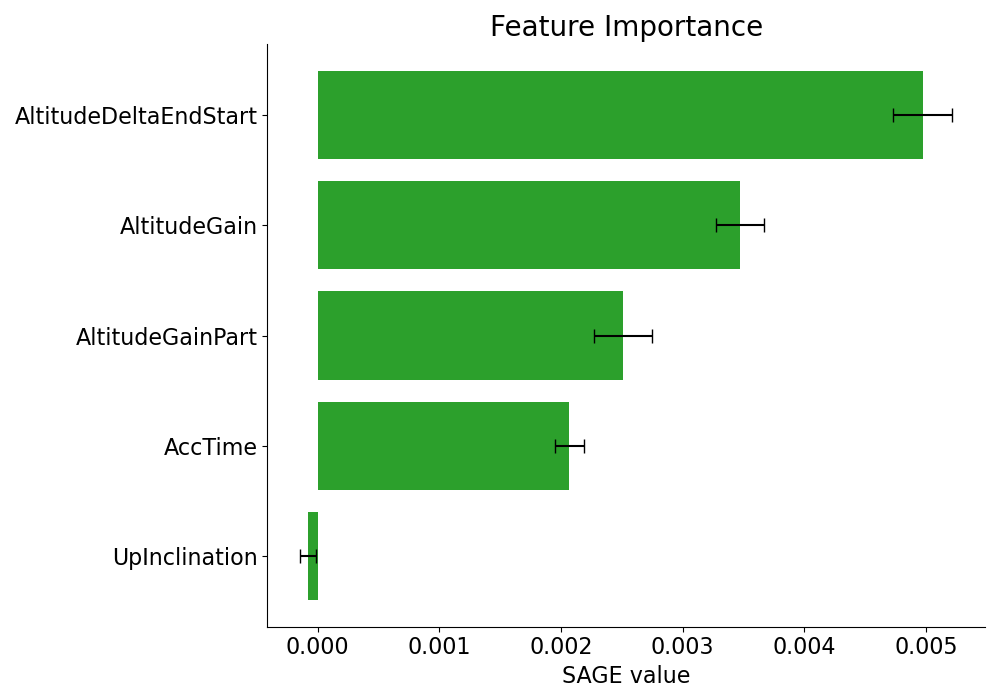 Feature Importance
AltitudeDeltaEndStart
AltitudeGain
AltitudeGainPart
AccTime
UpInclination
0.000 0.001 0.002 0.003 0.004 0.005
SAGE value